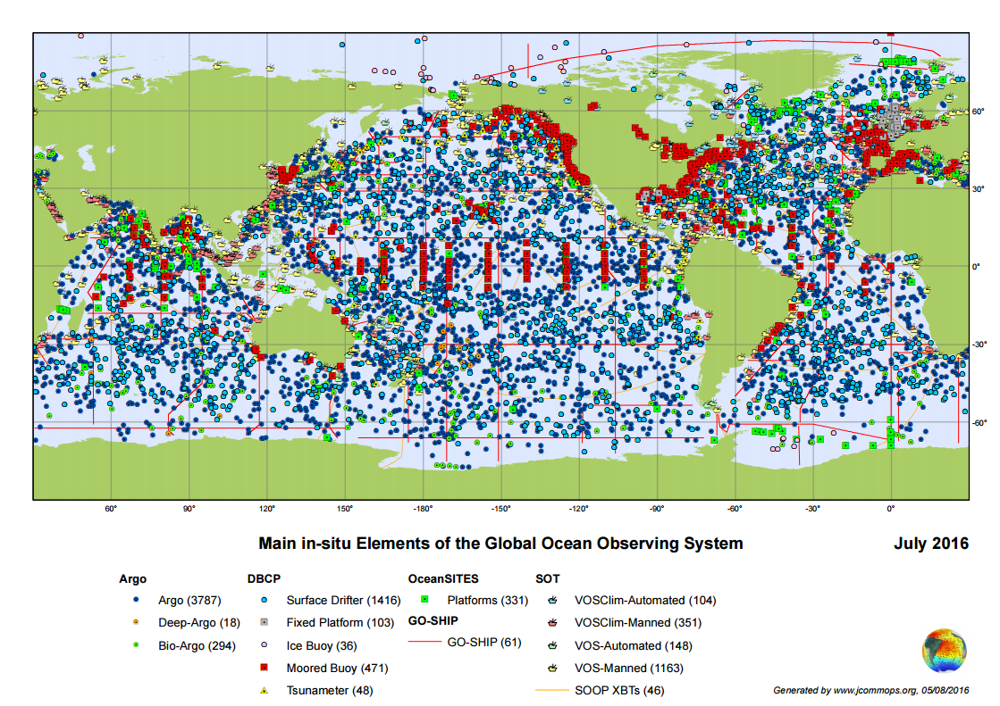 60°
30°
0°
-30°
-60°
60° 90° 120° 150° -180° -150° -120° -90° -60° -30° 0°
Main in-situ Elements of the Global Ocean Observing System July 2016
Argo
Argo (3787)
Deep-Argo (18)
Bio-Argo (294)
DBCP
Surface Drifter (1416)
Fixed Platform (103)
Ice Buoy (36)
Moored Buoy (471)
Tsunameter (48)
OceanSITES
Platforms (331)
GO-SHIP
GO-SHIP (61)
SOT
VOSClim-Automated (104)
VOSClim-Manned (351)
VOS-Automated (148)
VOS-Manned (1163)
SOOP XBTs (46)
Generated by www.jcommops.org, 05/08/2016